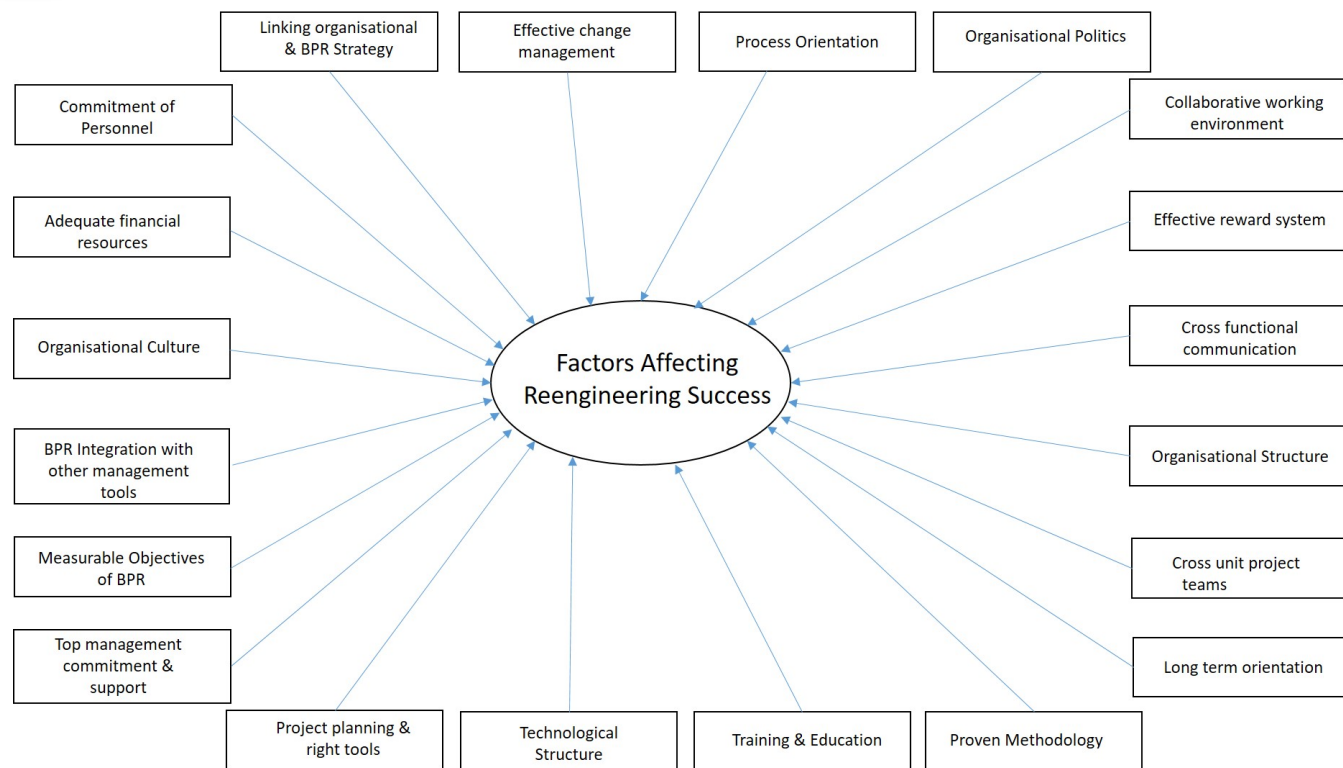 Linking organisational
& BPR Strategy
Effective change
management
Process Orientation
Organisational Politics
Commitment of
Personnel
Collaborative working
environment
Adequate financial
resources
Effective reward system
Organisational Culture
Cross functional
communication
Factors Affecting
Reengineering Success
BPR Integration with
other management
tools
Organisational Structure
Measurable Objectives
of BPR
Cross unit project
teams
Top management
commitment &
support
Long term orientation
Project planning &
right tools
Technological
Structure
Training & Education
Proven Methodology